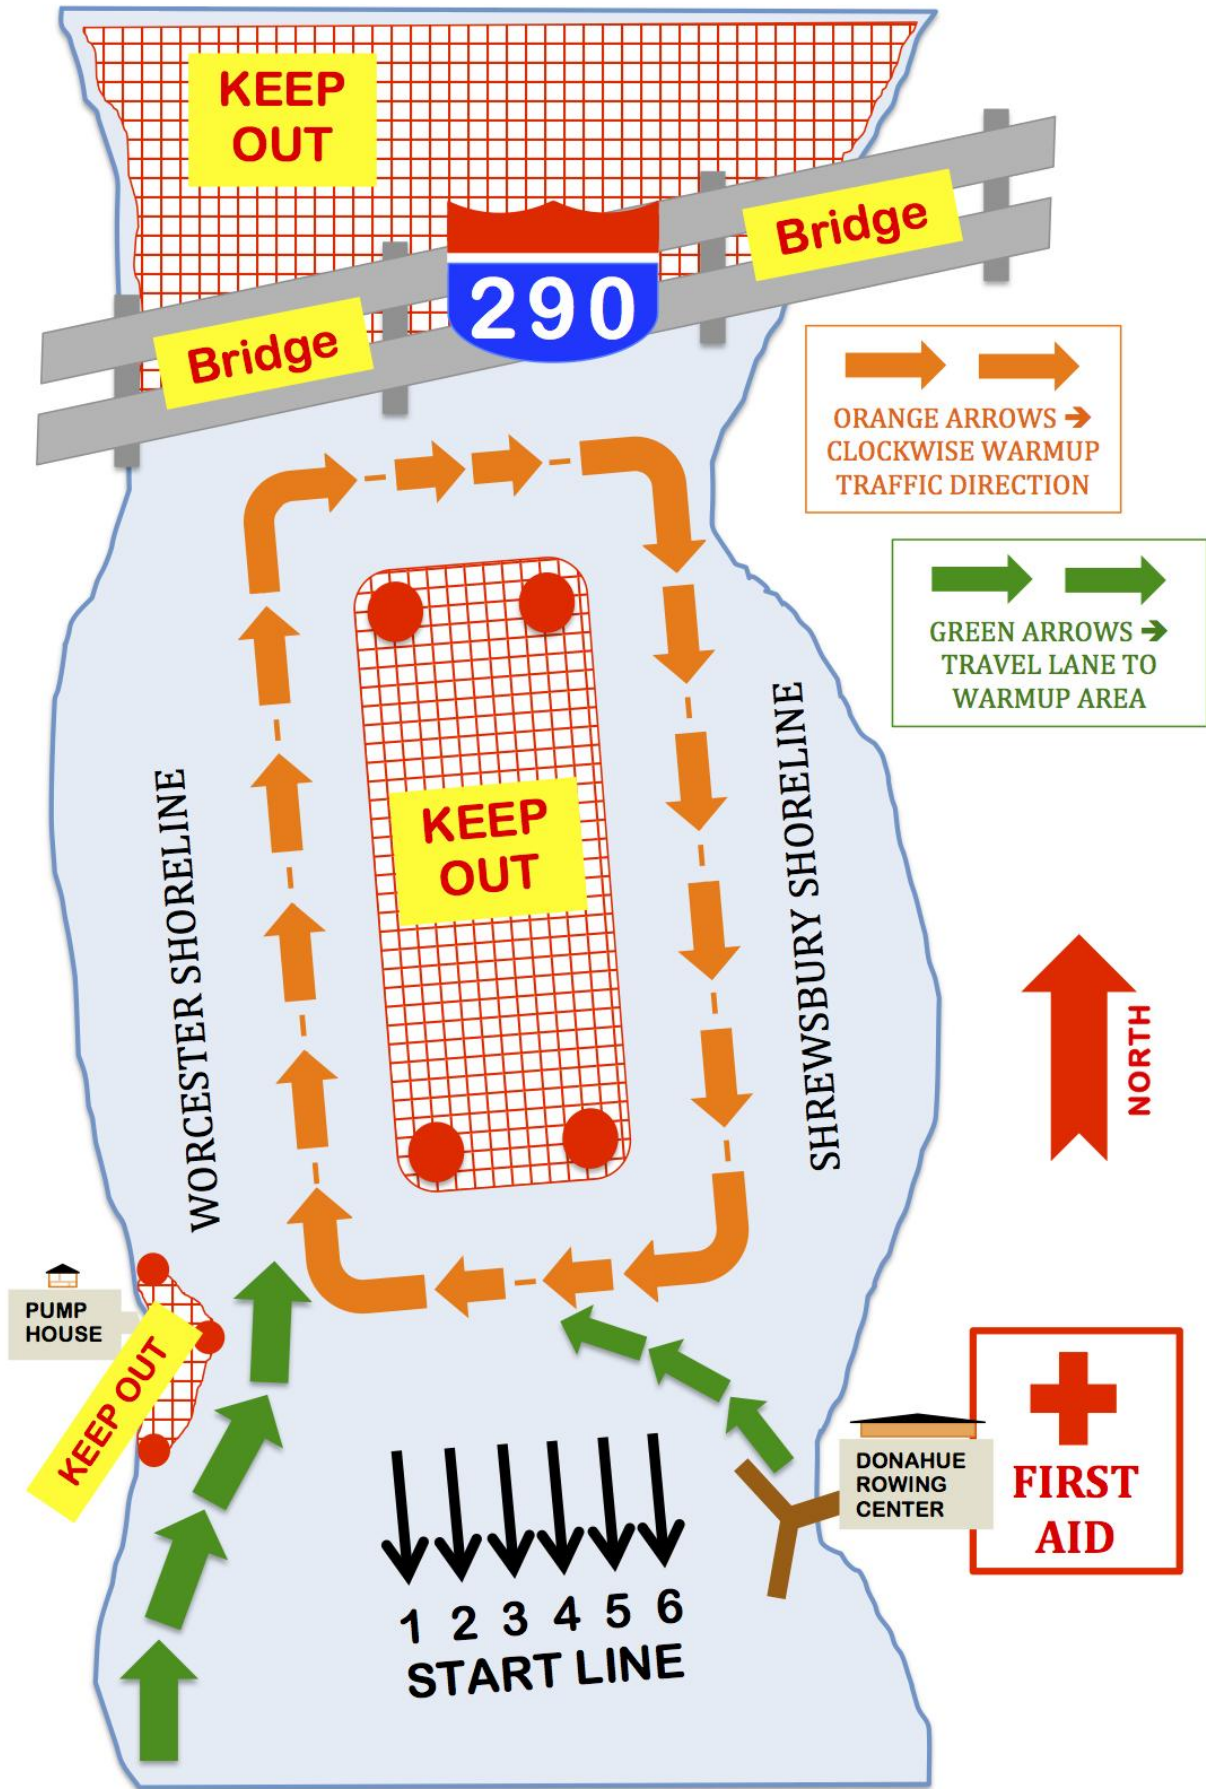 KEEP
OUT
Bridge
290
Bridge
ORANGE ARROWS ➔
CLOCKWISE WARMUP
TRAFFIC DIRECTION
GREEN ARROWS ➔
TRAVEL LANE TO
WARMUP AREA
KEEP
OUT
WORCESTER SHORELINE
SHREWSBURY SHORELINE
NORTH
PUMP
HOUSE
KEEP OUT
DONAHUE
ROWING
CENTER
FIRST
AID
1 2 3 4 5 6
START LINE